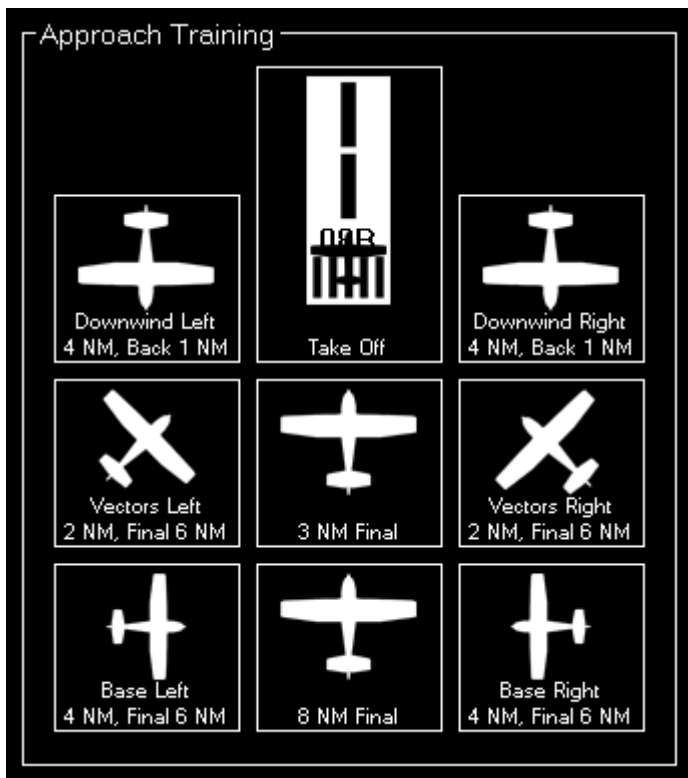 Approach Training
Downwind Left
4 NM, Back 1 NM
Take Off
Downwind Right
4 NM, Back 1 NM
Vectors Left
2 NM, Final 6 NM
3 NM Final
Vectors Right
2 NM, Final 6 NM
Base Left
4 NM, Final 6 NM
8 NM Final
Base Right
4 NM, Final 6 NM